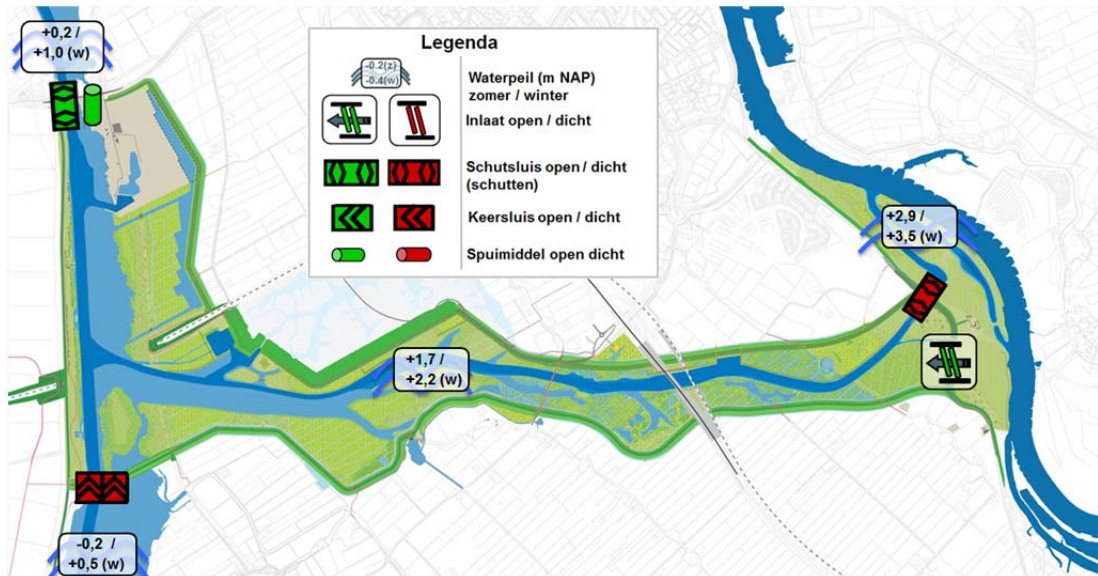 +0,2 /
+1,0 (w)
Legenda
-0.2(z)
-0.4(w)
Waterpeil (m NAP)
zomer / winter
Inlaat open / dicht
Schutsluis open / dicht
(schutten)
Keersluis open / dicht
Spuimiddel open dicht
+2,9 /
+3,5 (w)
+1,7 /
+2,2 (w)
-0,2 /
+0,5 (w)